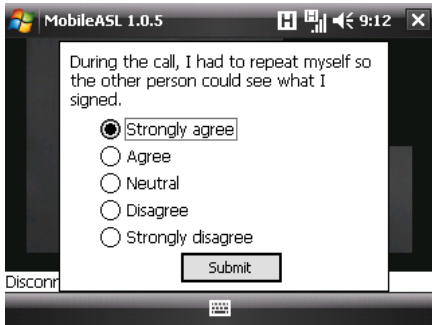 MobileASL 1.0.5
H H 9:12
During the call, I had to repeat myself so
the other person could see what I
signed.
Strongly agree
Agree
Neutral
Disagree
Strongly disagree
Submit
Disconn